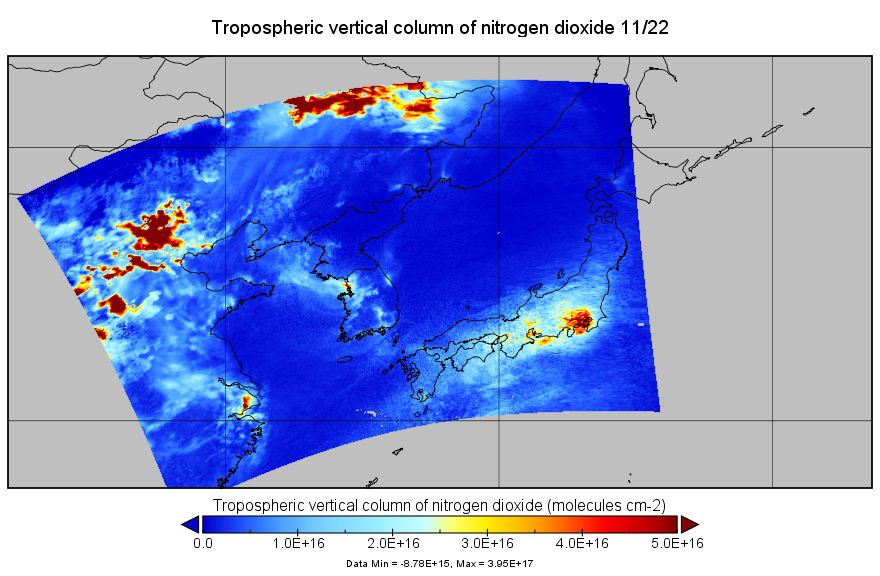 Tropospheric vertical column of nitrogen dioxide 11/22
Tropospheric vertical column of nitrogen dioxide (molecules cm-2)
0.0 1.0E+16 2.0E+16 3.0E+16 4.0E+16 5.0E+16
Data Min = -8.78E+15, Max = 3.95E+17